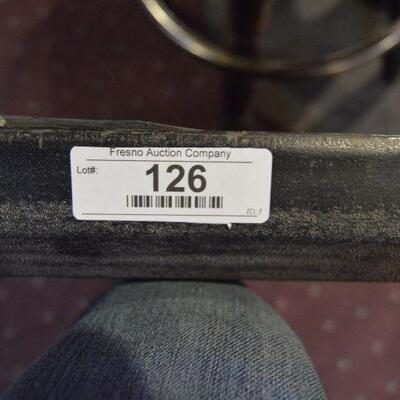 Fresno Auction Company
Lot#:
126
ID:3